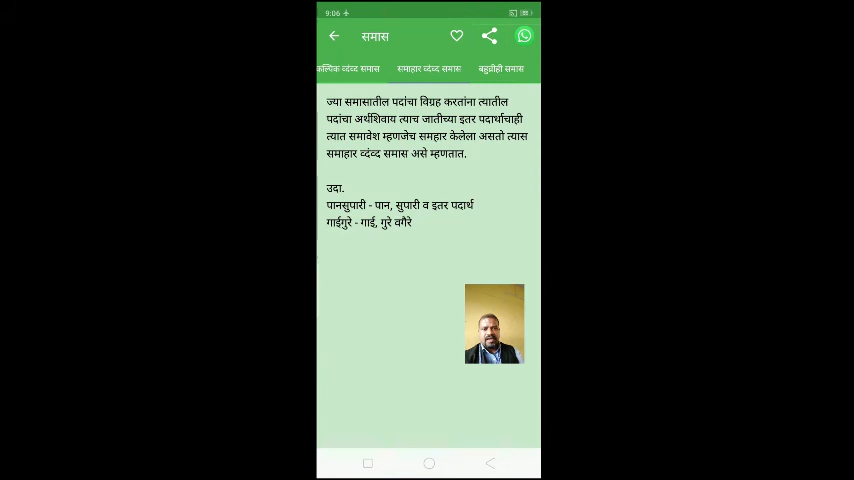 9:06
समास
कल्पिक व्दंव्द समास समाहार व्दंव्द समास बहुव्रीही समास
ज्या समासातील पदांचा विग्रह करतांना त्यातील
पदांचा अर्थाशिवाय त्याच जातीच्या इतर पदार्थाचाही
त्यात समावेश म्हणजेच समहार केलेला असतो त्यास
समाहार व्दंव्द समास असे म्हणतात.
उदा.
पानसुपारी - पान, सुपारी व इतर पदार्थ
गाईगुरे - गाई, गुरे वगैरे